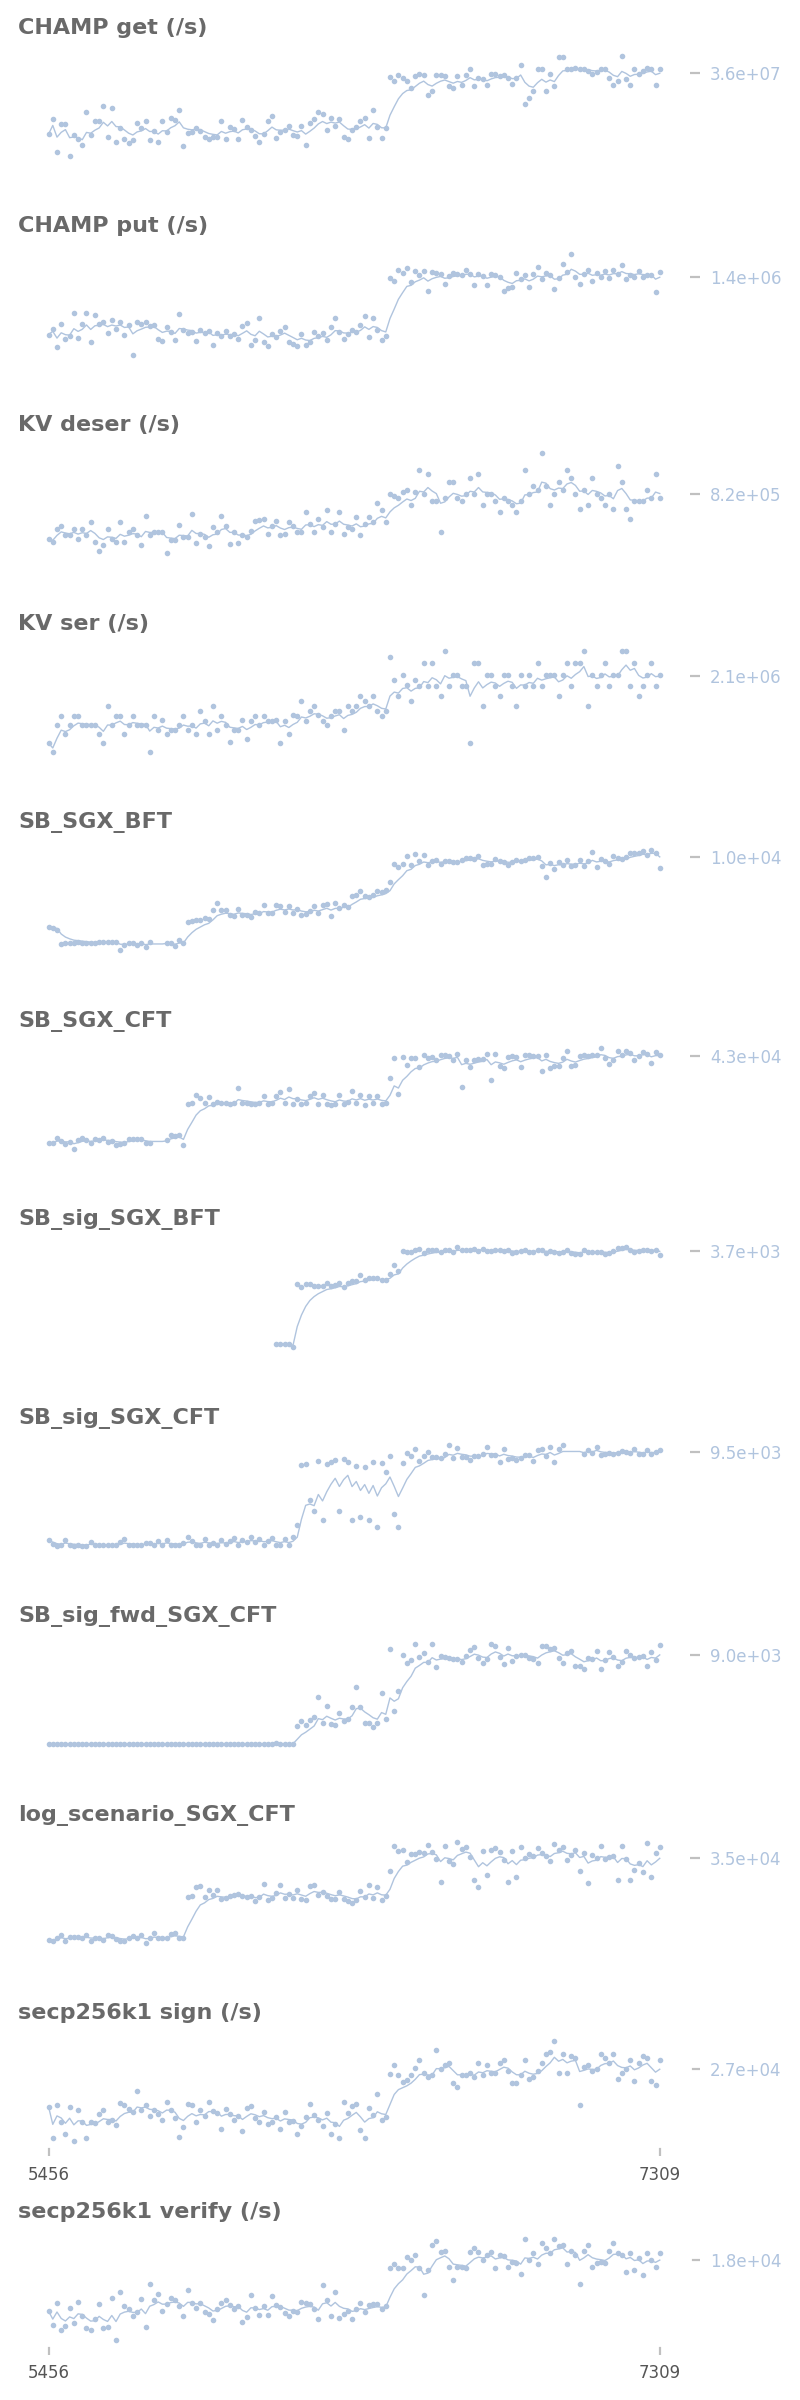 CHAMP get (/s)
3.6e+07
CHAMP put (/s)
1.4e+06
KV deser (/s)
8.2e+05
KV ser (/s)
2.1e+06
SB_SGX_BFT
1.0e+04
SB_SGX_CFT
4.3e+04
SB_sig_SGX_BFT
3.7e+03
SB_sig_SGX_CFT
9.5e+03
SB_sig_fwd_SGX_CFT
9.0e+03
log_scenario_SGX_CFT
3.5e+04
secp256k1 sign (/s)
2.7e+04
5456 7309
secp256k1 verify (/s)
1.8e+04
5456 7309